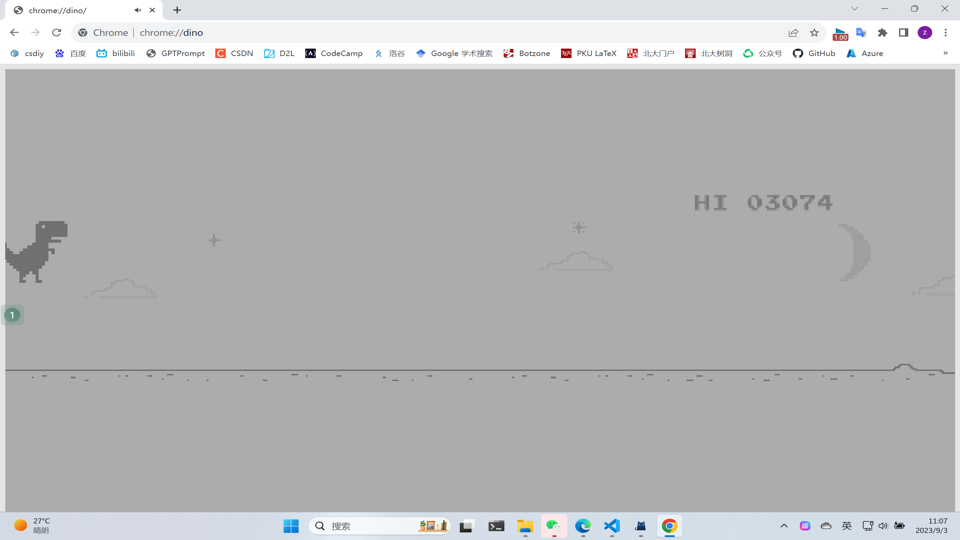 chrome://dino/
Chrome | chrome://dino
1.00
z
csdiy 百度 bilibili GPTPrompt CSDN D2L CodeCamp 洛谷 Google 学术搜索 Botzone PKU LaTeX 北大门户 北大树洞 公众号 GitHub Azure »
HI 03074
1
27°C
晴朗
搜索
英
11:07
2023/9/3